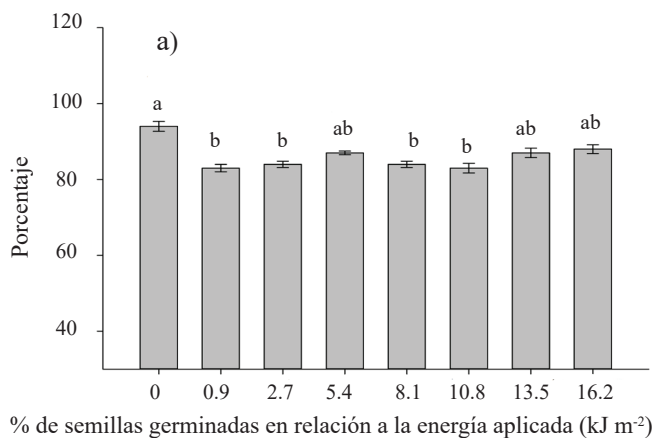 a)
120
100
80
60
40
Porcentaje
a
b
b
ab
b
b
ab
ab
0 0.9 2.7 5.4 8.1 10.8 13.5 16.2
% de semillas germinadas en relación a la energía aplicada (kJ m-2)